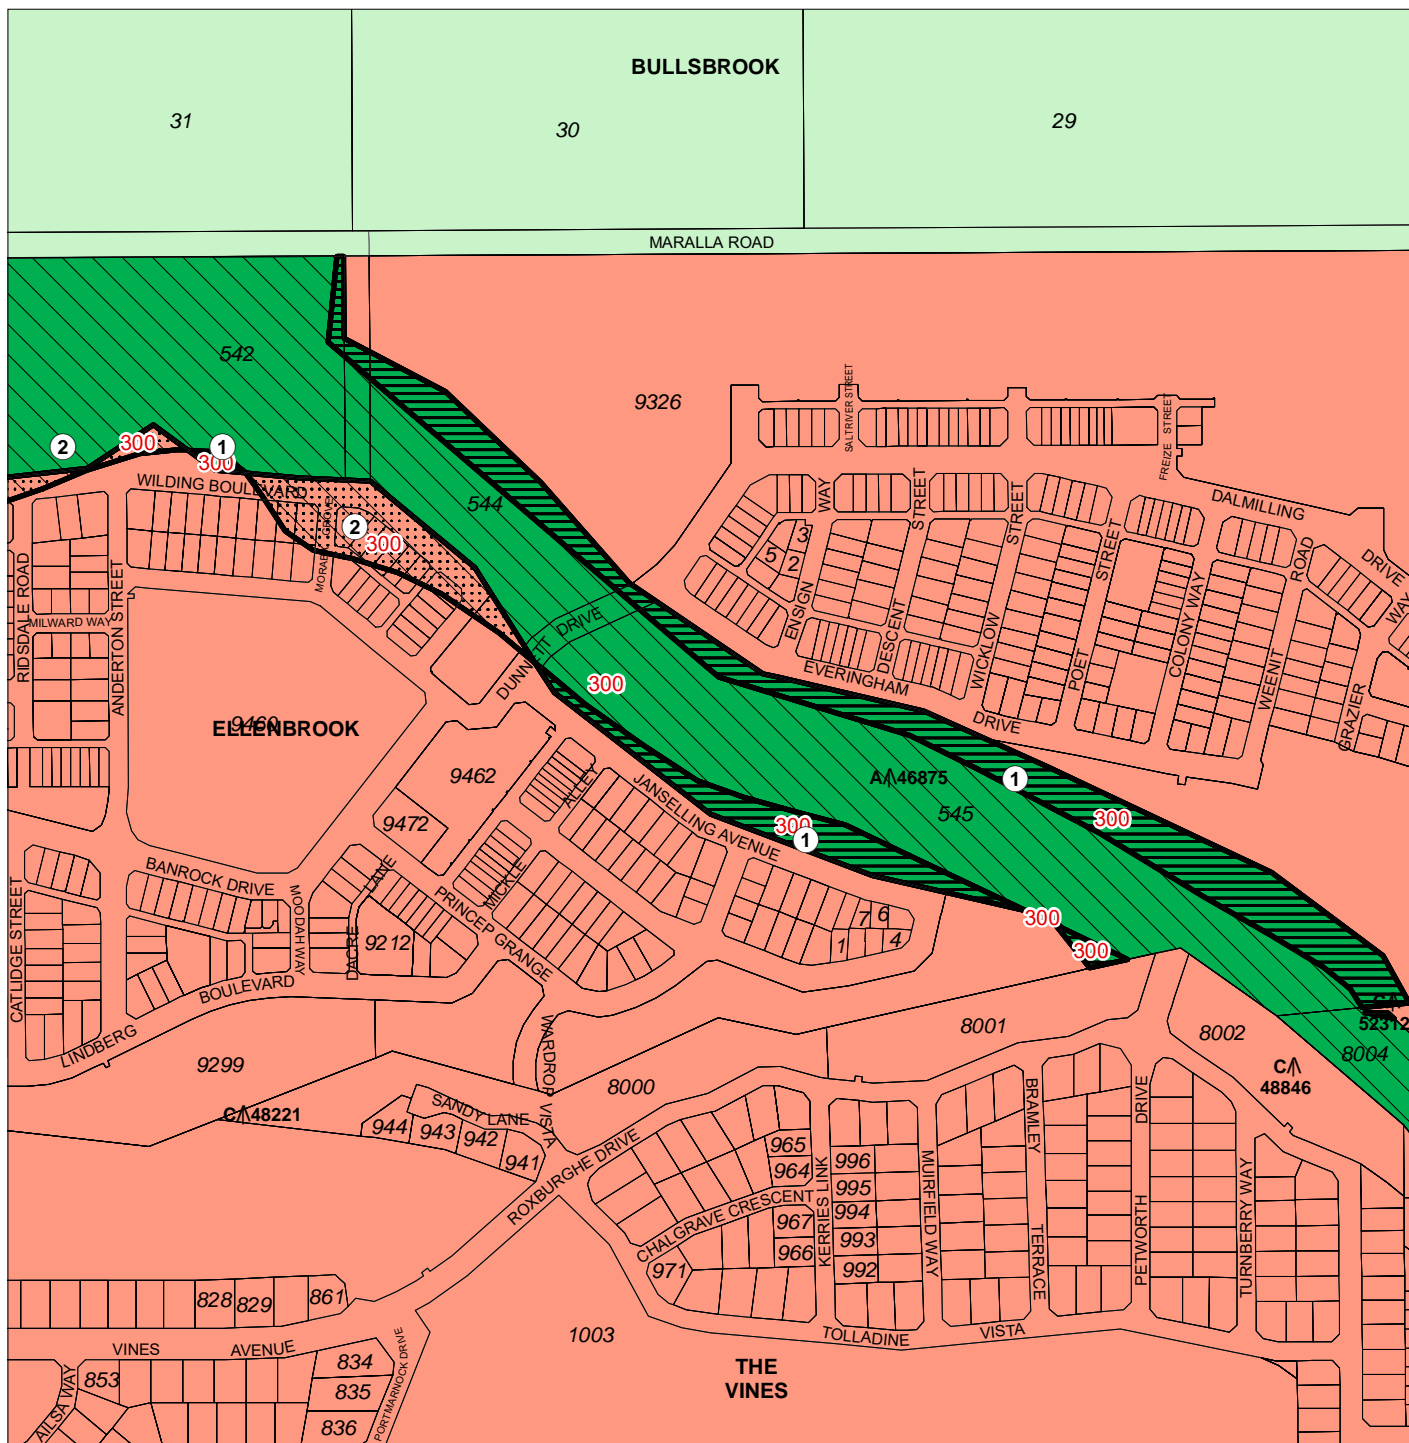 BULLSBROOK
31
30
29
MARALLA ROAD
542
9326
SALTRIVER STREET
FREIZE STREET
2
300
1
300
WILDING BOULEVARD
544
WAY
STREET
STREET
DALMILLING
DRIVE
MORAB GROVE
2
300
3
5
2
ENSIGN
DESCENT
WICKLOW
POET
STREET
COLONY WAY
WEENIT
ROAD
WAY
GRAZIER
RIDSDALE ROAD
MILWARD WAY
ANDERTON STREET
DUNNETT DRIVE
300
EVERINGHAM
DRIVE
9460
ELLENBROOK
9462
9472
ALLEY
MICKLE
JANSELLING AVENUE
A 46875
545
1
300
300
1
BANROCK DRIVE
MOODAH WAY
LANE
DACRE
9212
PRINCEP GRANGE
CATLIDGE STREET
BOULEVARD
LINDBERG
7
6
1
4
300
300
WARDROP VISTA
8001
8002
C
52312
8004
9299
8000
C
48846
C 48221
SANDY LANE
944
943
942
941
ROXBURGHE DRIVE
965
964
CHALGRAVE CRESCENT
967
966
971
KERRIES LINK
996
995
994
993
992
MUIRFIELD WAY
BRAMLEY
TERRACE
PETWORTH
DRIVE
TURNBERRY WAY
828
829
861
1003
TOLLADINE
VISTA
VINES
AVENUE
834
835
836
853
AILSA WAY
PORTMARNOCK DRIVE
THE
VINES